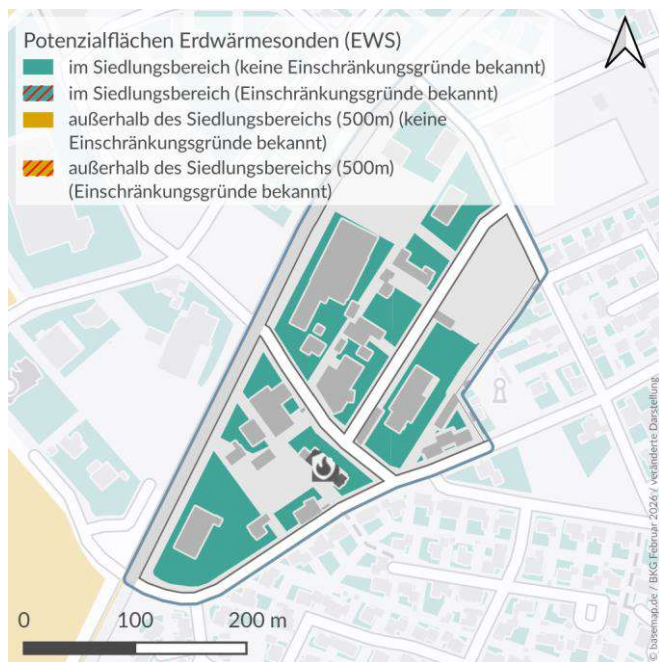 Potenzialflächen Erdwärmesonden (EWS)
im Siedlungsbereich (keine Einschränkungsgründe bekannt)
im Siedlungsbereich (Einschränkungsgründe bekannt)
außerhalb des Siedlungsbereichs (500m) (keine
Einschränkungsgründe bekannt)
außerhalb des Siedlungsbereichs (500m)
(Einschränkungsgründe bekannt)
0 100 200 m
© basemap.de / BKG Februar 2026 / veränderte Darstellung